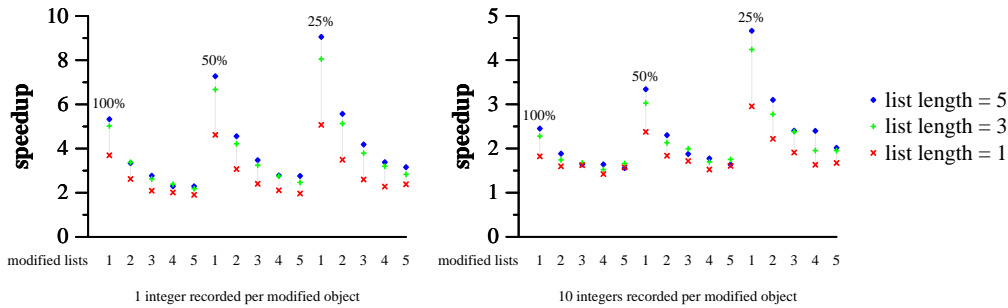 10
8
6
4
2
0
speedup
100%
50%
25%
modified lists 1 2 3 4 5 1 2 3 4 5 1 2 3 4 5
1 integer recorded per modified object
5
4
3
2
1
0
speedup
100%
50%
25%
modified lists 1 2 3 4 5 1 2 3 4 5 1 2 3 4 5
10 integers recorded per modified object
list length = 5
list length = 3
list length = 1